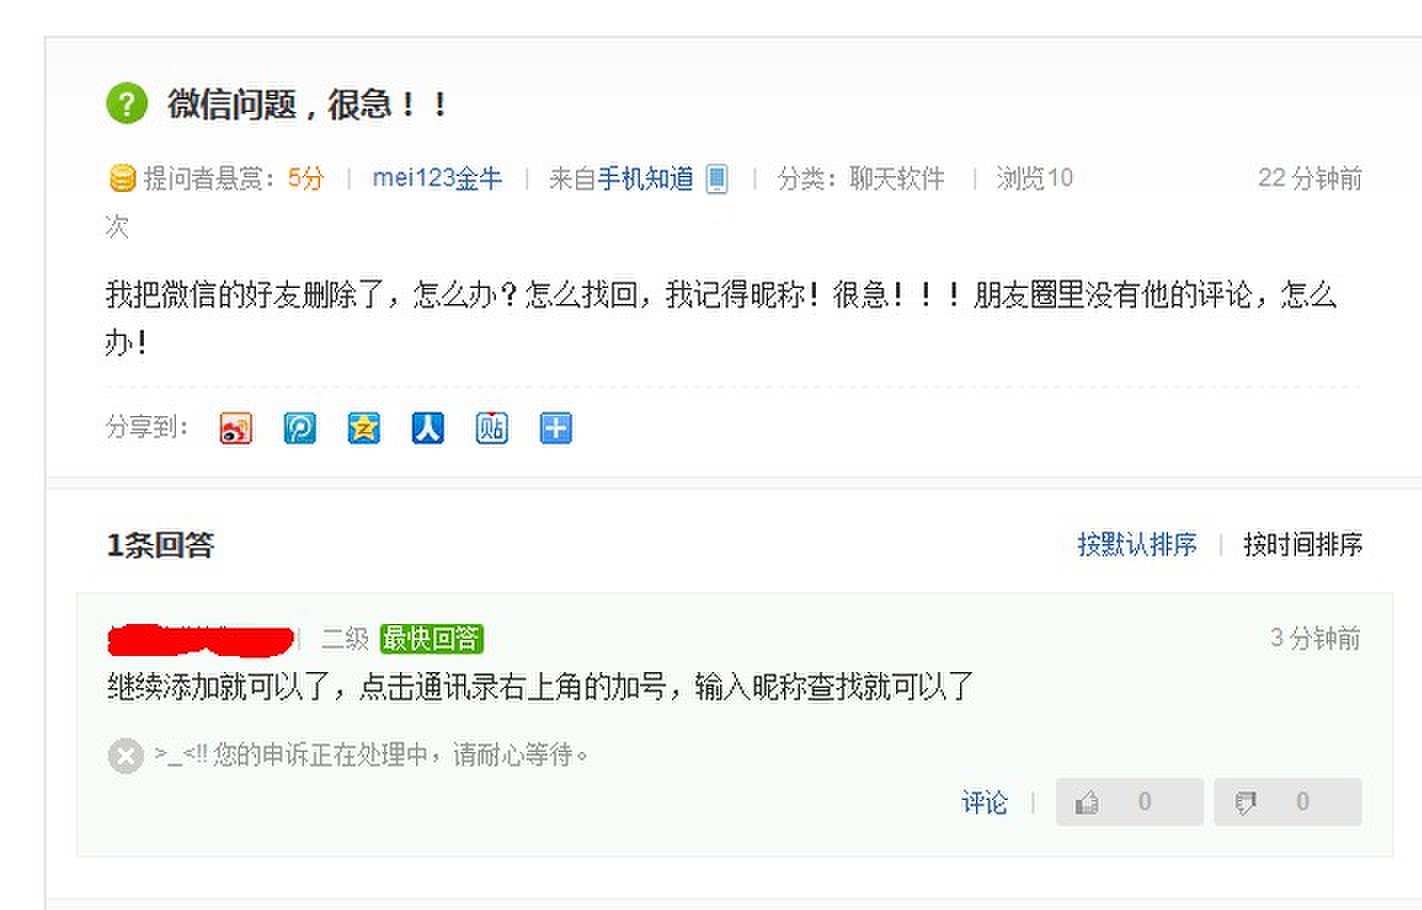 微信问题，很急！！
提问者悬赏：5分 | mei123金牛 | 来自手机知道 | 分类：聊天软件 | 浏览10 22 分钟前
次
我把微信的好友删除了，怎么办？怎么找回，我记得昵称！很急！！！朋友圈里没有他的评论，怎么
办！
分享到：
贴
1条回答 按默认排序 | 按时间排序
| 二级 最快回答 3 分钟前
继续添加就可以了，点击通讯录右上角的加号，输入昵称查找就可以了
>_<!! 您的申诉正在处理中，请耐心等待。
评论 | 0 0